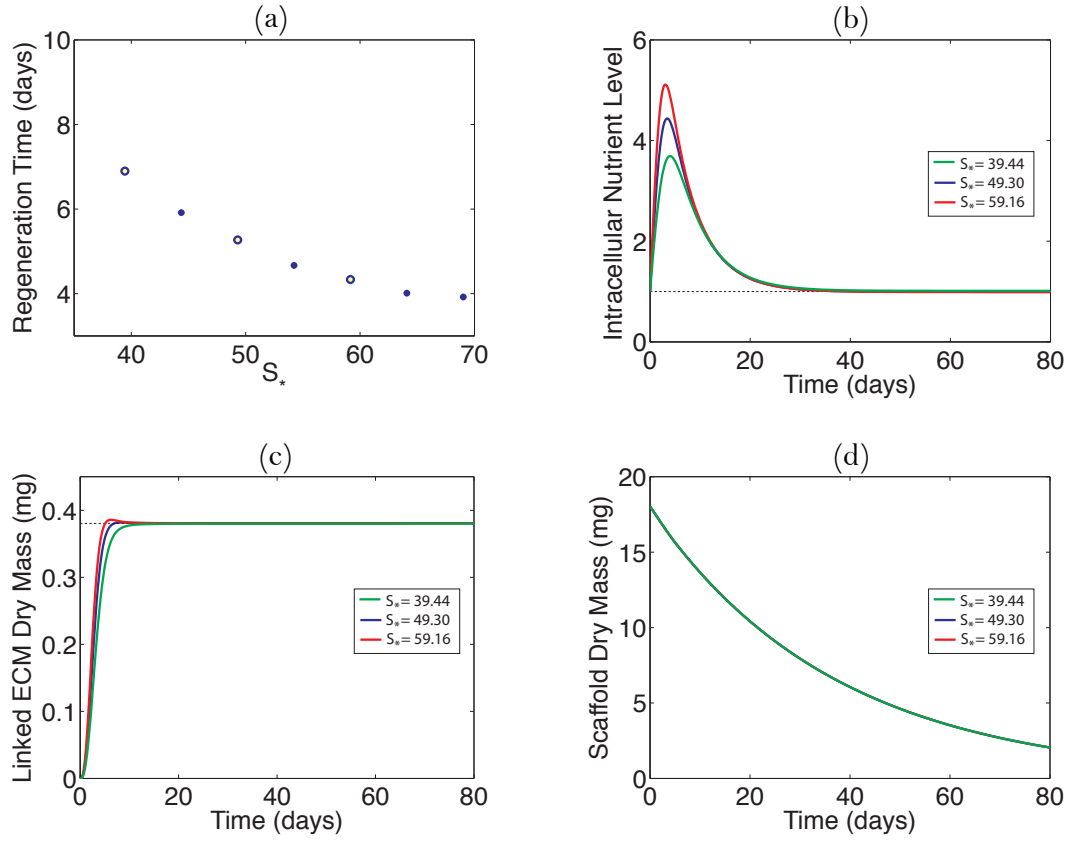 (a)
10
8
6
4
40
50
60
70
Regeneration Time (days)
S*
(b)
6
4
2
0
0
20
40
60
80
Intracellular Nutrient Level
Time (days)
S* = 39.44
S* = 49.30
S* = 59.16
(c)
0.4
0.3
0.2
0.1
0
0
20
40
60
80
Linked ECM Dry Mass (mg)
Time (days)
S* = 39.44
S* = 49.30
S* = 59.16
(d)
20
15
10
5
0
0
20
40
60
80
Scaffold Dry Mass (mg)
Time (days)
S* = 39.44
S* = 49.30
S* = 59.16